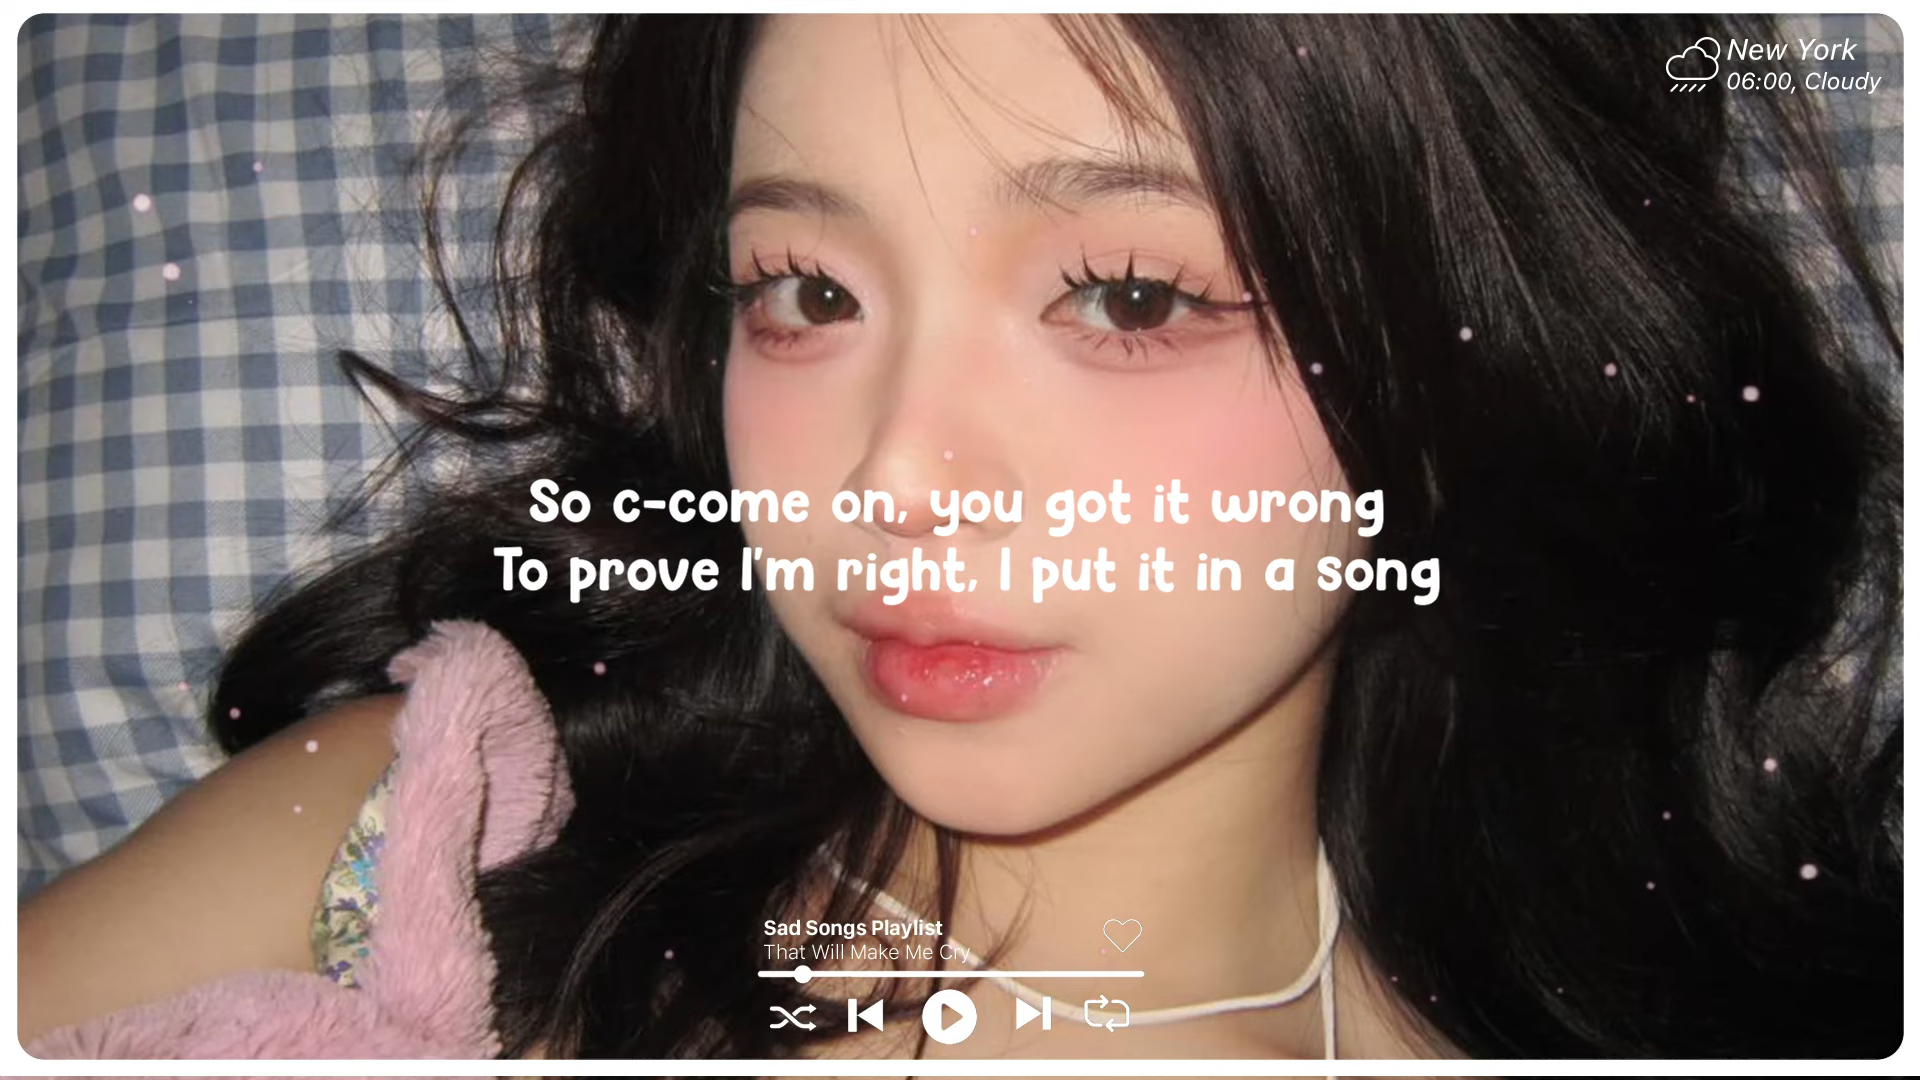 New York
06:00, Cloudy
So c-come on, you got it wrong
To prove I'm right, I put it in a song
Sad Songs Playlist
That Will Make Me Cry